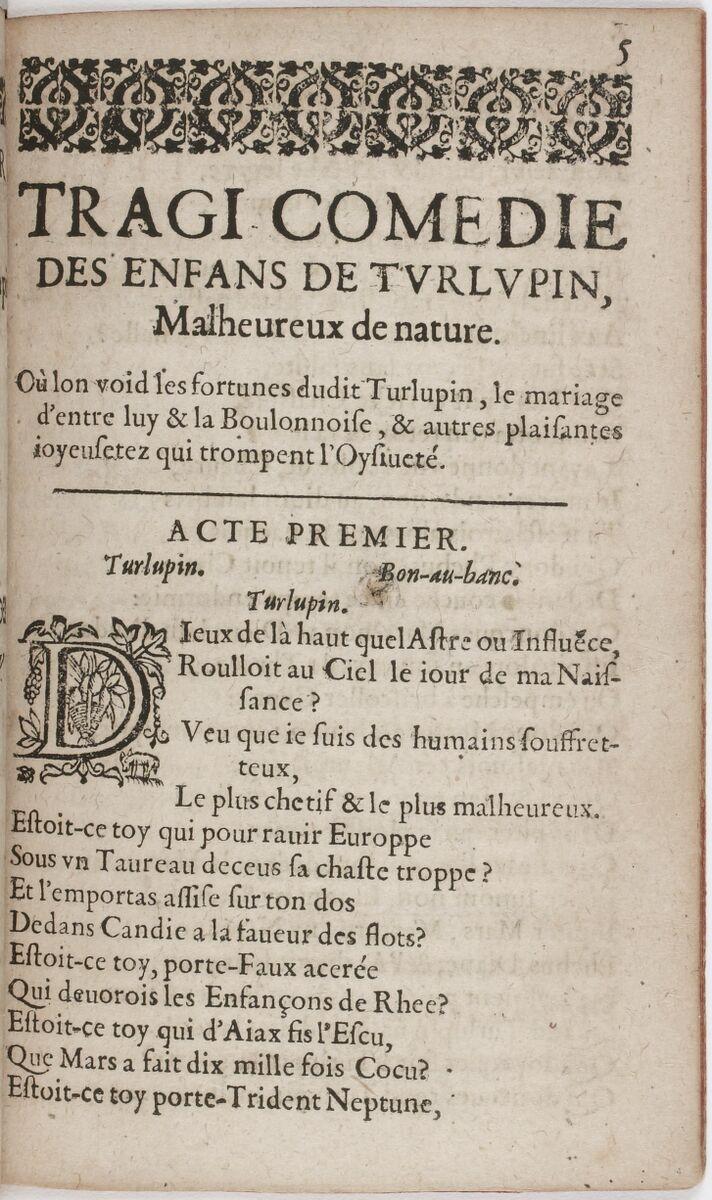 5
TRAGI COMEDIE
DES ENFANS DE TVRLVPIN,
Malheureux de nature.
Où lon void les fortunes dudit Turlupin, le mariage
d'entre luy & la Boulonnoiſe, & autres plaiſantes
ioyeuſetez qui trompent l'Oyſiueté.
ACTE PREMIER.
Turlupin. Bon-au-banc.
Turlupin.
DIeux de là haut quel Aſtre ou Influẽce,
Roulloit au Ciel le iour de ma Naiſ-
ſance ?
Veu que ie ſuis des humains ſouffret-
teux,
Le plus chetif & le plus malheureux.
Eſtoit-ce toy qui pour rauir Europpe
Sous vn Taureau deceus ſa chaſte troppe ?
Et l'emportas aſſiſe ſur ton dos
Dedans Candie a la faueur des flots?
Eſtoit-ce toy, porte-Faux acerée
Qui deuorois les Enfançons de Rhee?
Eſtoit-ce toy qui d'Aiax fis l'Eſcu,
Que Mars a fait dix mille fois Cocu?
Eſtoit-ce toy porte-Trident Neptune,